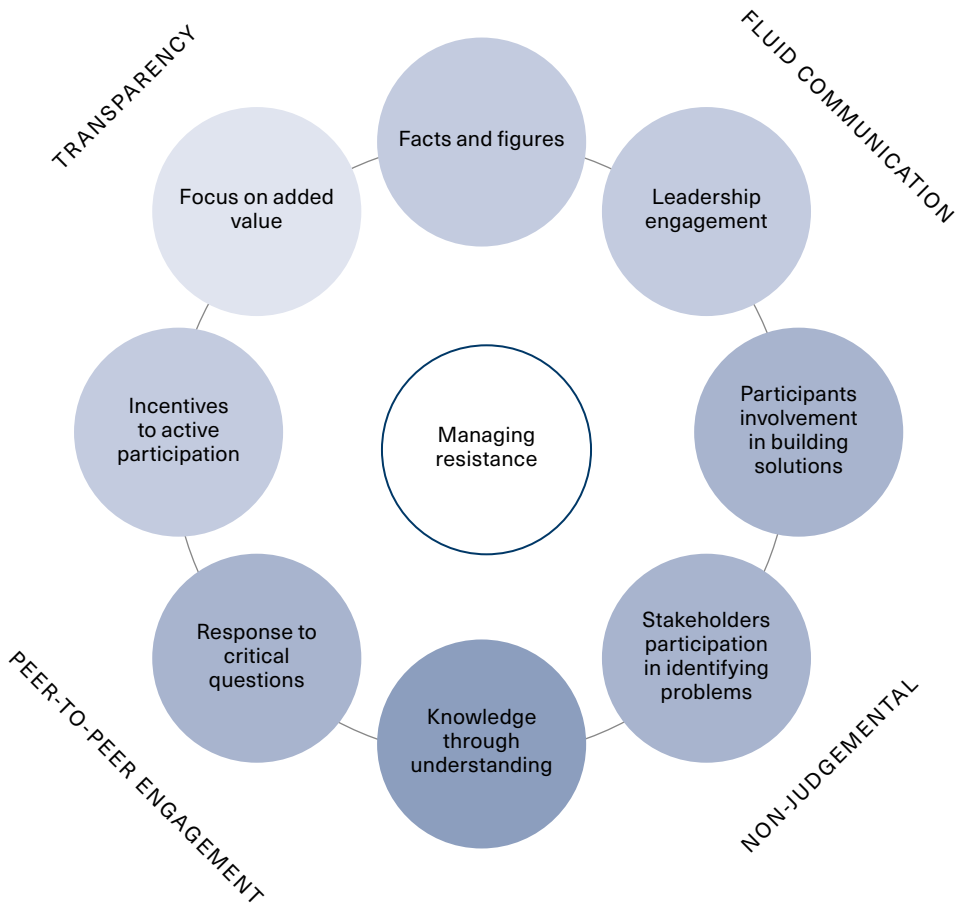 TRANSPARENCY
FLUID COMMUNICATION
Facts and figures
Focus on added
value
Leadership
engagement
Incentives
to active
participation
Managing
resistance
Participants
involvement
in building
solutions
Response to
critical
questions
Stakeholders
participation
in identifying
problems
Knowledge
through
understanding
PEER-TO-PEER ENGAGEMENT
NON-JUDGEMENTAL